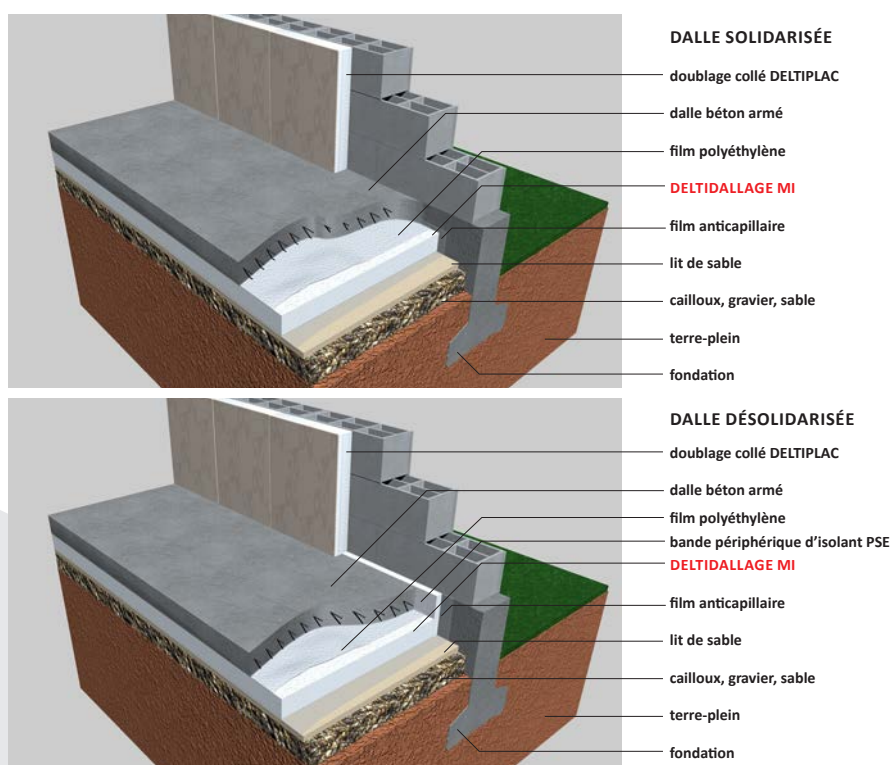 DALLE SOLIDARISÉE
doublage collé DELTIPLAC
dalle béton armé
film polyéthylène
DELTIDALLAGE MI
film anticapillaire
lit de sable
cailloux, gravier, sable
terre-plein
fondation
DALLE DÉSOLIDARISÉE
doublage collé DELTIPLAC
dalle béton armé
film polyéthylène
bande périphérique d’isolant PSE
DELTIDALLAGE MI
film anticapillaire
lit de sable
cailloux, gravier, sable
terre-plein
fondation